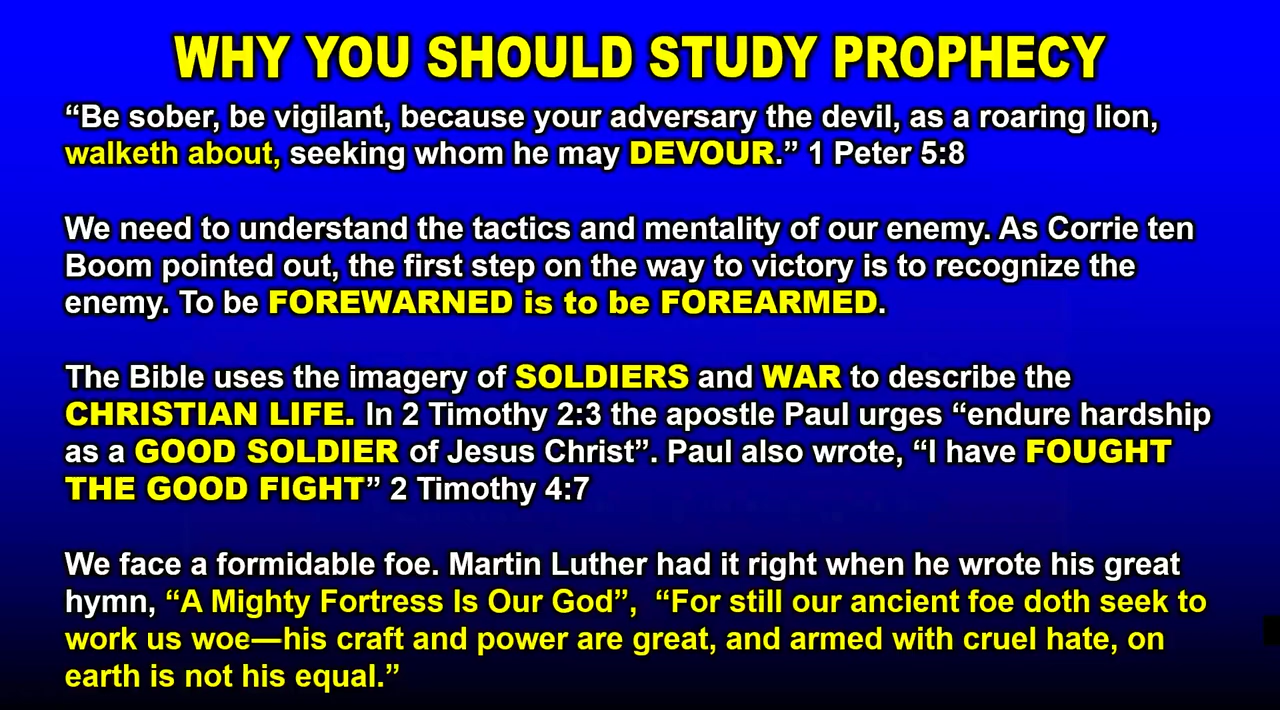 WHY YOU SHOULD STUDY PROPHECY
“Be sober, be vigilant, because your adversary the devil, as a roaring lion,
walketh about, seeking whom he may DEVOUR.” 1 Peter 5:8
We need to understand the tactics and mentality of our enemy. As Corrie ten
Boom pointed out, the first step on the way to victory is to recognize the
enemy. To be FOREWARNED is to be FOREARMED.
The Bible uses the imagery of SOLDIERS and WAR to describe the
CHRISTIAN LIFE. In 2 Timothy 2:3 the apostle Paul urges “endure hardship
as a GOOD SOLDIER of Jesus Christ”. Paul also wrote, “I have FOUGHT
THE GOOD FIGHT” 2 Timothy 4:7
We face a formidable foe. Martin Luther had it right when he wrote his great
hymn, “A Mighty Fortress Is Our God”,  “For still our ancient foe doth seek to
work us woe—his craft and power are great, and armed with cruel hate, on
earth is not his equal.”